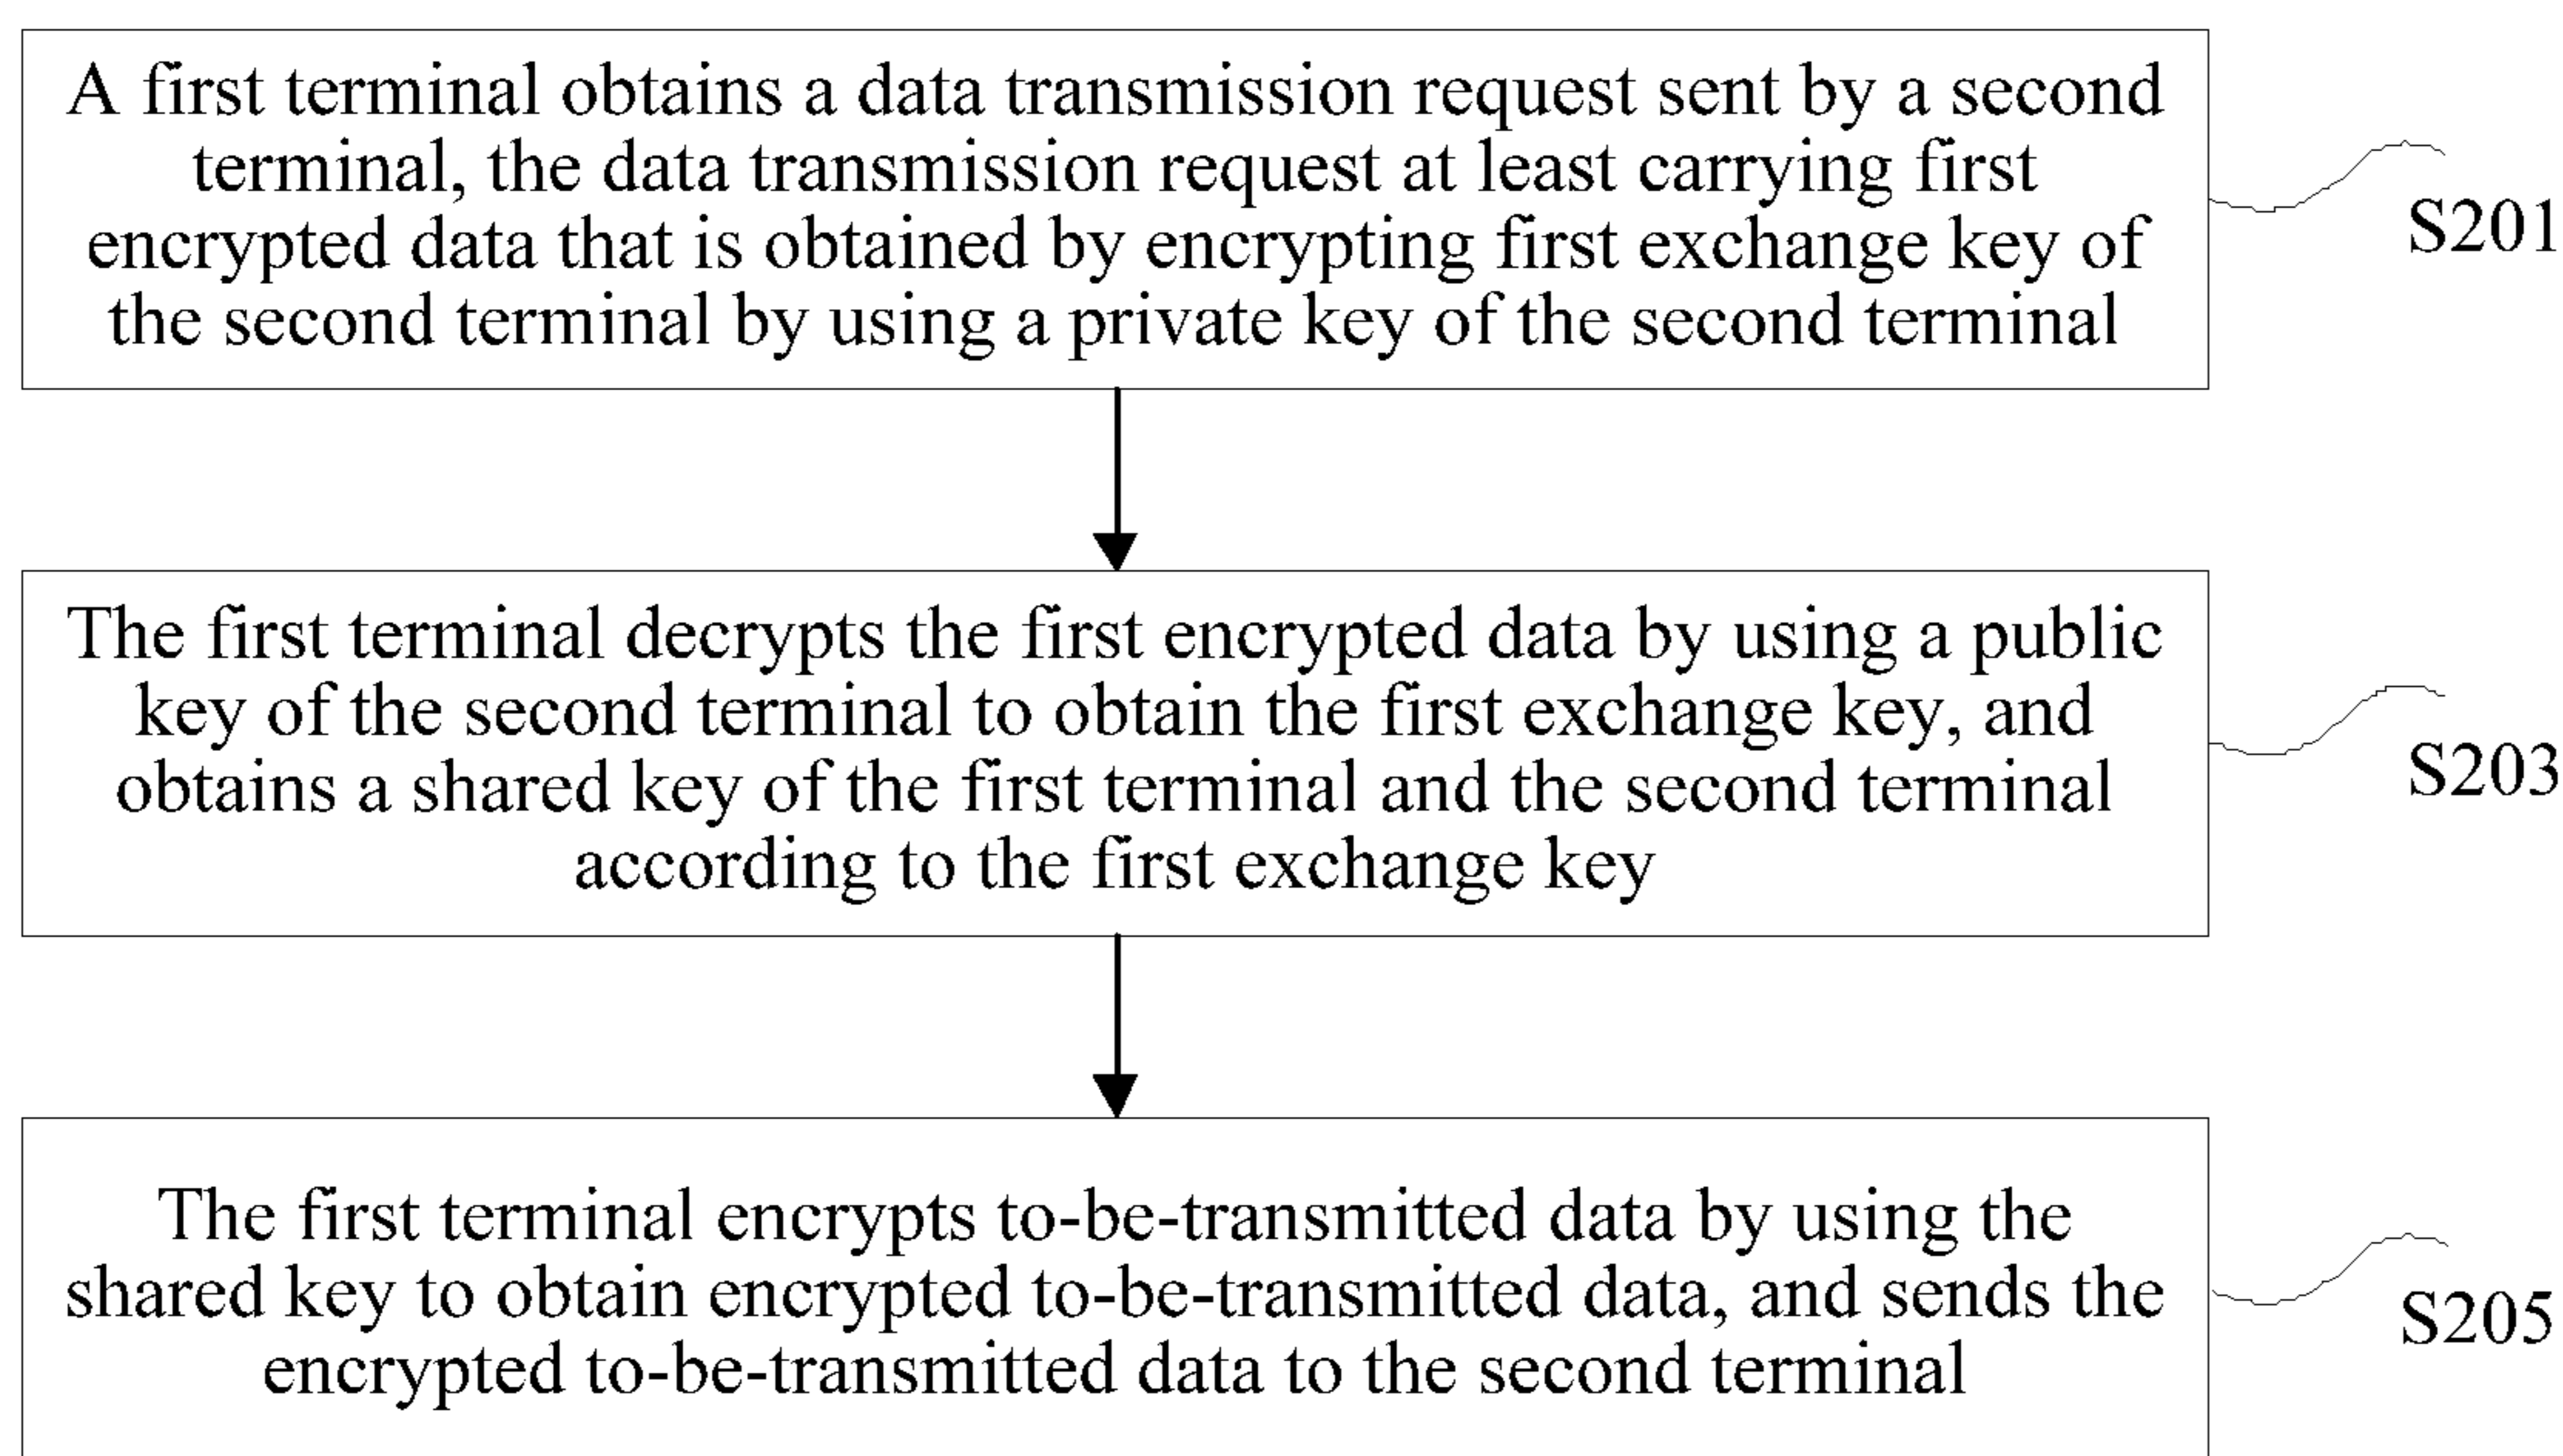 A first terminal obtains a data transmission request sent by a second
terminal, the data transmission request at least carrying first
encrypted data that is obtained by encrypting first exchange key of
the second terminal by using a private key of the second terminal
S201
The first terminal decrypts the first encrypted data by using a public
key of the second terminal to obtain the first exchange key, and
obtains a shared key of the first terminal and the second terminal
according to the first exchange key
S203
The first terminal encrypts to-be-transmitted data by using the
shared key to obtain encrypted to-be-transmitted data, and sends the
encrypted to-be-transmitted data to the second terminal
S205